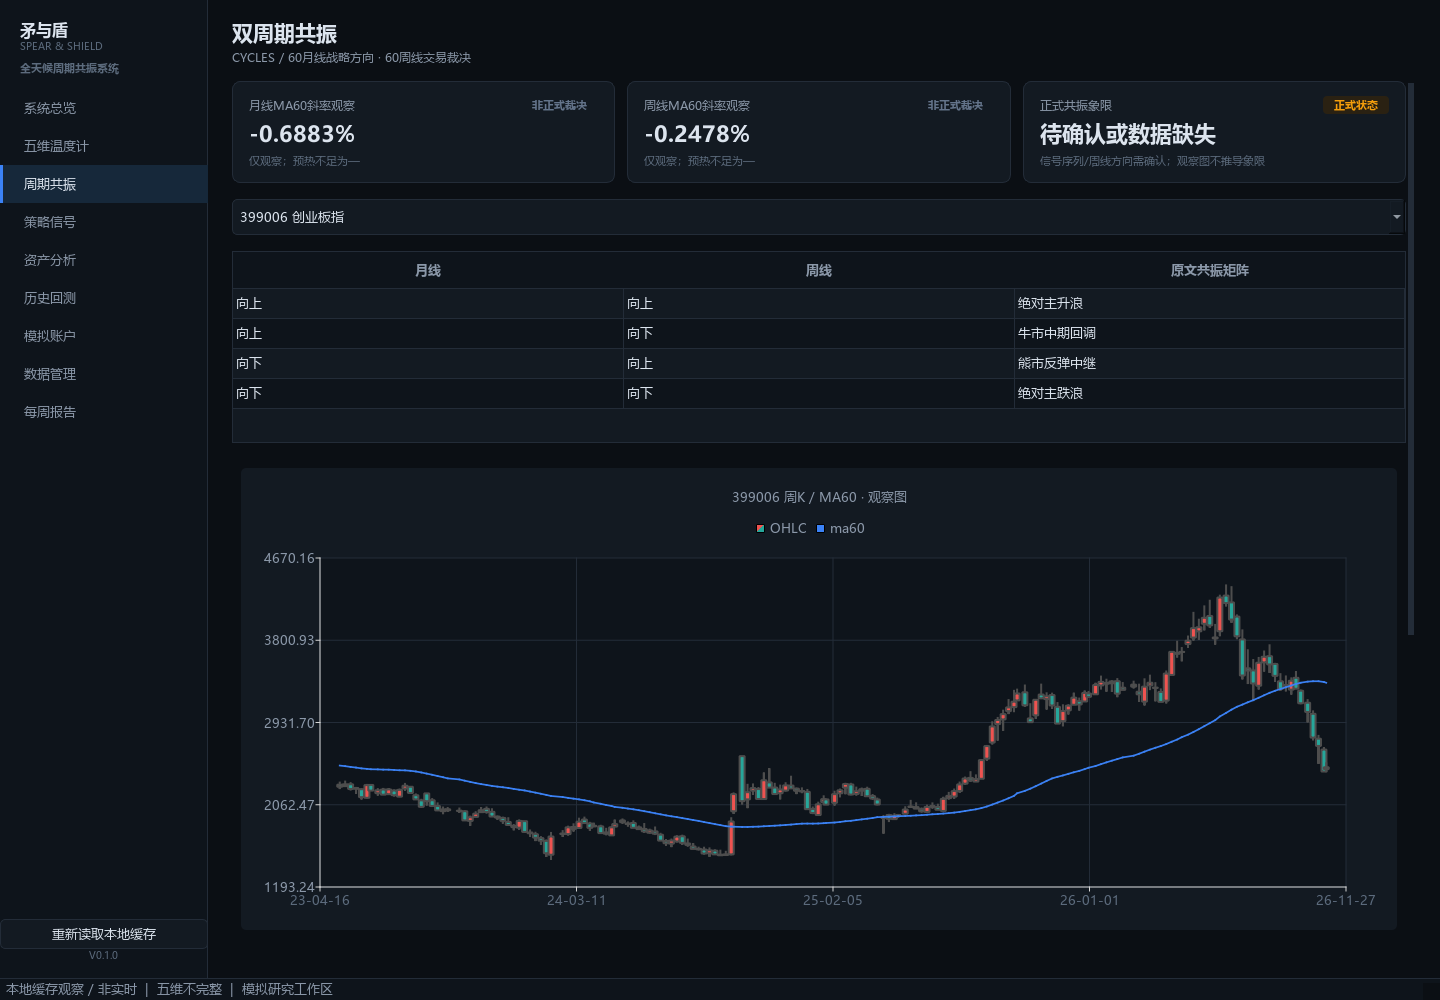 矛与盾
SPEAR & SHIELD
全天候周期共振系统
系统总览
五维温度计
周期共振
策略信号
资产分析
历史回测
模拟账户
数据管理
每周报告
重新读取本地缓存
V0.1.0
双周期共振
CYCLES / 60月线战略方向 · 60周线交易裁决
月线MA60斜率观察 非正式裁决
-0.6883%
仅观察；预热不足为—
周线MA60斜率观察 非正式裁决
-0.2478%
仅观察；预热不足为—
正式共振象限 正式状态
待确认或数据缺失
信号序列/周线方向需确认；观察图不推导象限
399006 创业板指
月线 周线 原文共振矩阵
向上 向上 绝对主升浪
向上 向下 牛市中期回调
向下 向上 熊市反弹中继
向下 向下 绝对主跌浪
399006 周K / MA60 · 观察图
OHLC ma60
4670.16
3800.93
2931.70
2062.47
1193.24
23-04-16 24-03-11 25-02-05 26-01-01 26-11-27
本地缓存观察 / 非实时 | 五维不完整 | 模拟研究工作区